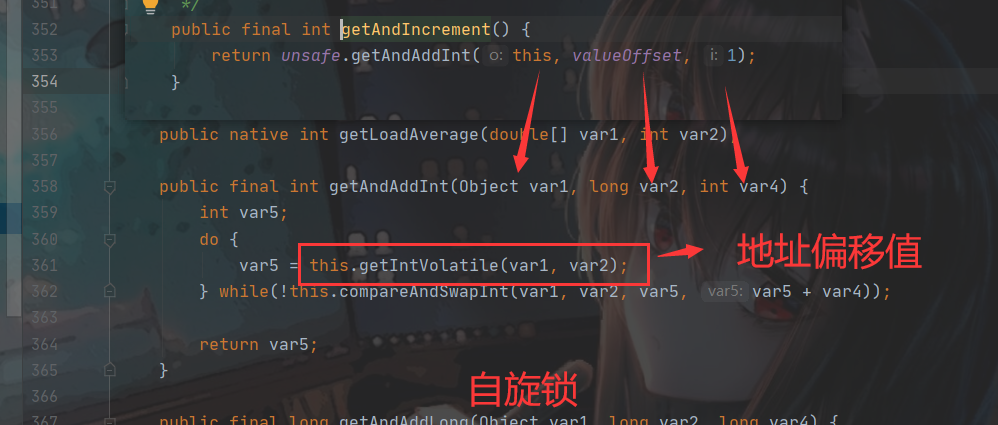 351 */
352 public final int getAndIncrement() {
353 return unsafe.getAndAddInt( o: this, valueOffset, i: 1);
354 }
355
356 public native int getLoadAverage(double[] var1, int var2)
357
358 public final int getAndAddInt(Object var1, long var2, int var4) {
359 int var5;
360 do {
361 var5 = this.getIntVolatile(var1, var2);
地址偏移值
362 } while(!this.compareAndSwapInt(var1, var2, var5, var5: var5 + var4));
363
364 return var5;
365 }
366
自旋锁
367 public final long getAndAddLong(Object var1, long var2, long var4) {